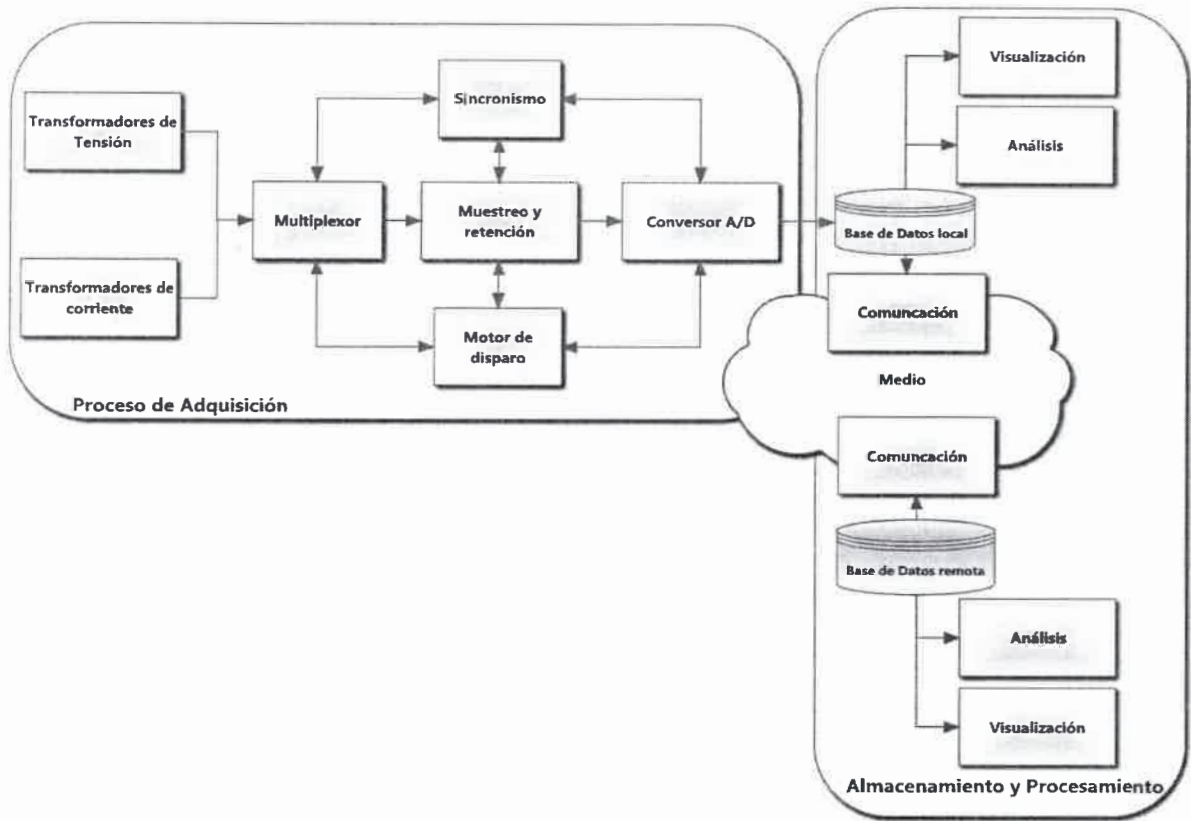 Transformadores de
Tensión
Transformadores de
corriente
Multiplexor
Sincronismo
Muestreo y
retención
Motor de
disparo
Conversor A/D
Proceso de Adquisición
Visualización
Análisis
Base de Datos local
Comuncación
Medio
Comuncación
Base de Datos remota
Análisis
Visualización
Almacenamiento y Procesamiento